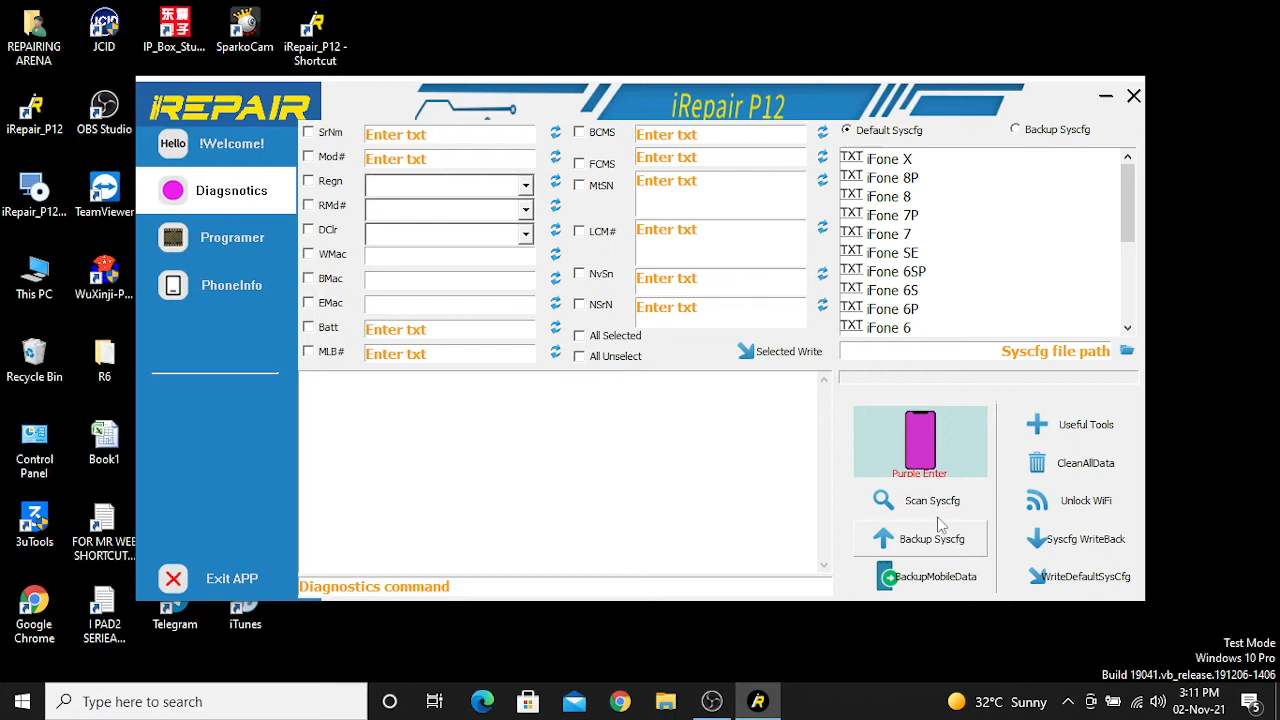 REPAIRING ARENA
JCID
东震子
IP_Box_Stu...
SparkoCam
iRepair_P12 - Shortcut
iRepair_P12
OBS Studio
iRepair_P12...
TeamViewer
This PC
WuXinji-P...
Recycle Bin
R6
Control Panel
Book1
3uTools
FOR MR WEB SHORTCUT...
Google Chrome
I PAD2 SERIEA...
Telegram
iTunes
iREPAIR
iRepair P12
Hello
!Welcome!
Diagsnotics
Programer
PhoneInfo
Exit APP
SrNm Enter txt
Mod# Enter txt
Regn
RMd#
DClr
WMac
BMac
EMac
Batt Enter txt
MLB# Enter txt
BCMS Enter txt
FCMS Enter txt
MtSN Enter txt
LCM# Enter txt
NvSn Enter txt
NSrN Enter txt
All Selected
All Unselect
Selected Write
Default Syscfg
Backup Syscfg
TXT iFone X
TXT iFone 8P
TXT iFone 8
TXT iFone 7P
TXT iFone 7
TXT iFone SE
TXT iFone 6SP
TXT iFone 6S
TXT iFone 6P
TXT iFone 6
Syscfg file path
Purple Enter
Scan Syscfg
Backup Syscfg
BackupMobileData
Useful Tools
CleanAllData
Unlock WiFi
Syscfg WriteBack
WriteDefaultSysCfg
Diagnostics command
Test Mode
Windows 10 Pro
Build 19041.vb_release.191206-1406
Type here to search
32°C Sunny
3:11 PM
02-Nov-21
5